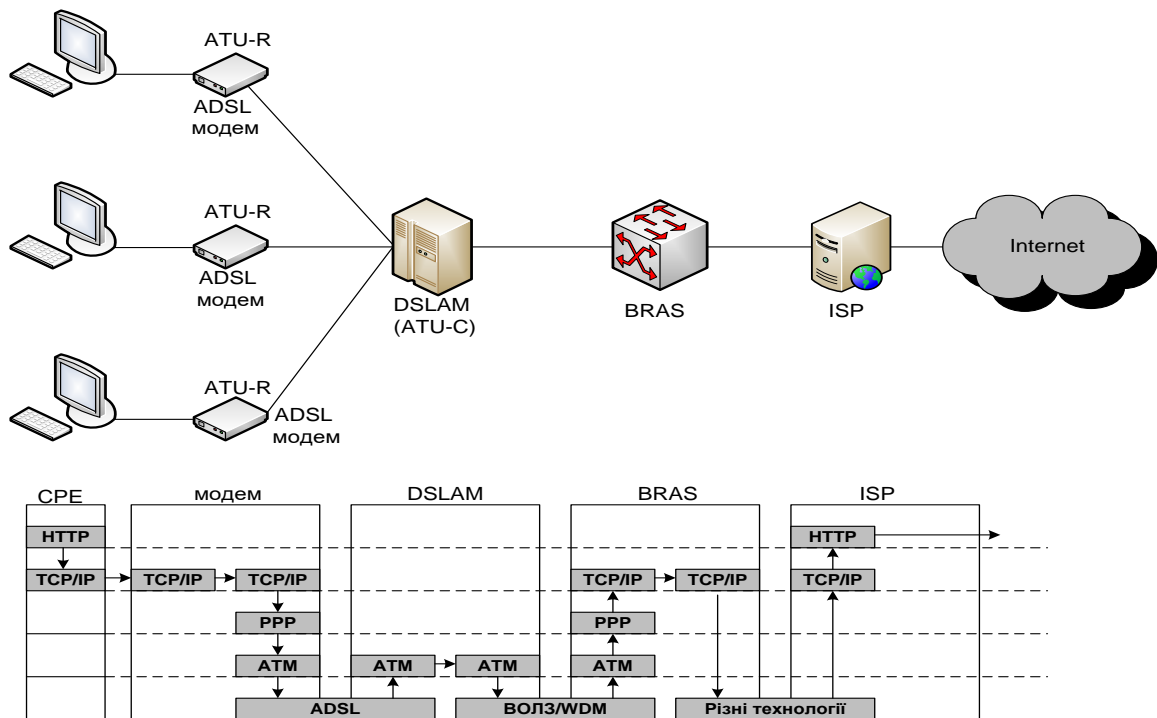 ATU-R
ADSL
модем
ATU-R
ADSL
модем
ATU-R
ADSL
модем
DSLAM
(ATU-C)
BRAS
ISP
Internet
CPE модем DSLAM BRAS ISP
HTTP HTTP
TCP/IP TCP/IP TCP/IP TCP/IP TCP/IP TCP/IP
PPP PPP
ATM ATM ATM ATM
ADSL ВОЛЗ/WDM Різні технології